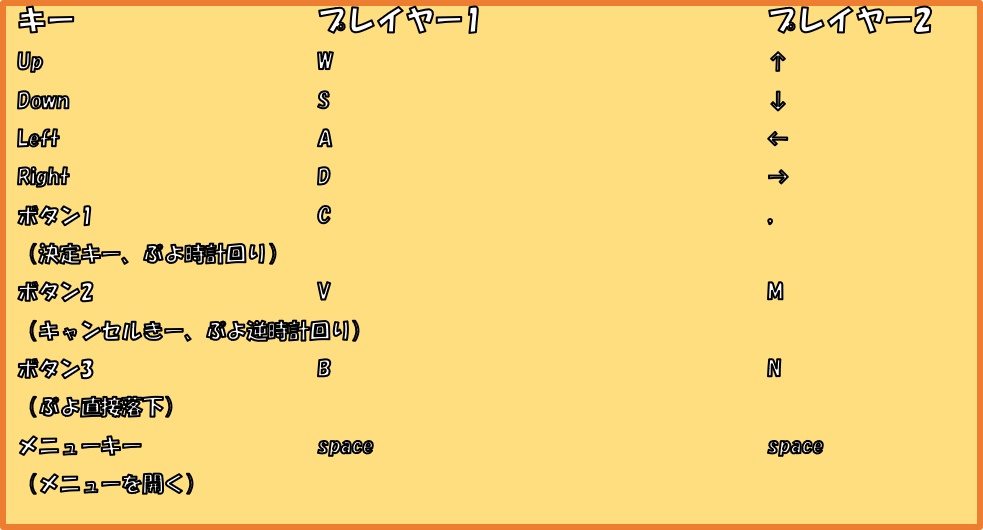 キー プレイヤー1 プレイヤー2
Up W ↑
Down S ↓
Left A ←
Right D →
ボタン1 C ,
（決定キー、ぷよ時計回り）
ボタン2 V M
（キャンセルきー、ぷよ逆時計回り）
ボタン3 B N
（ぷよ直接落下）
メニューキー space space
（メニューを開く）